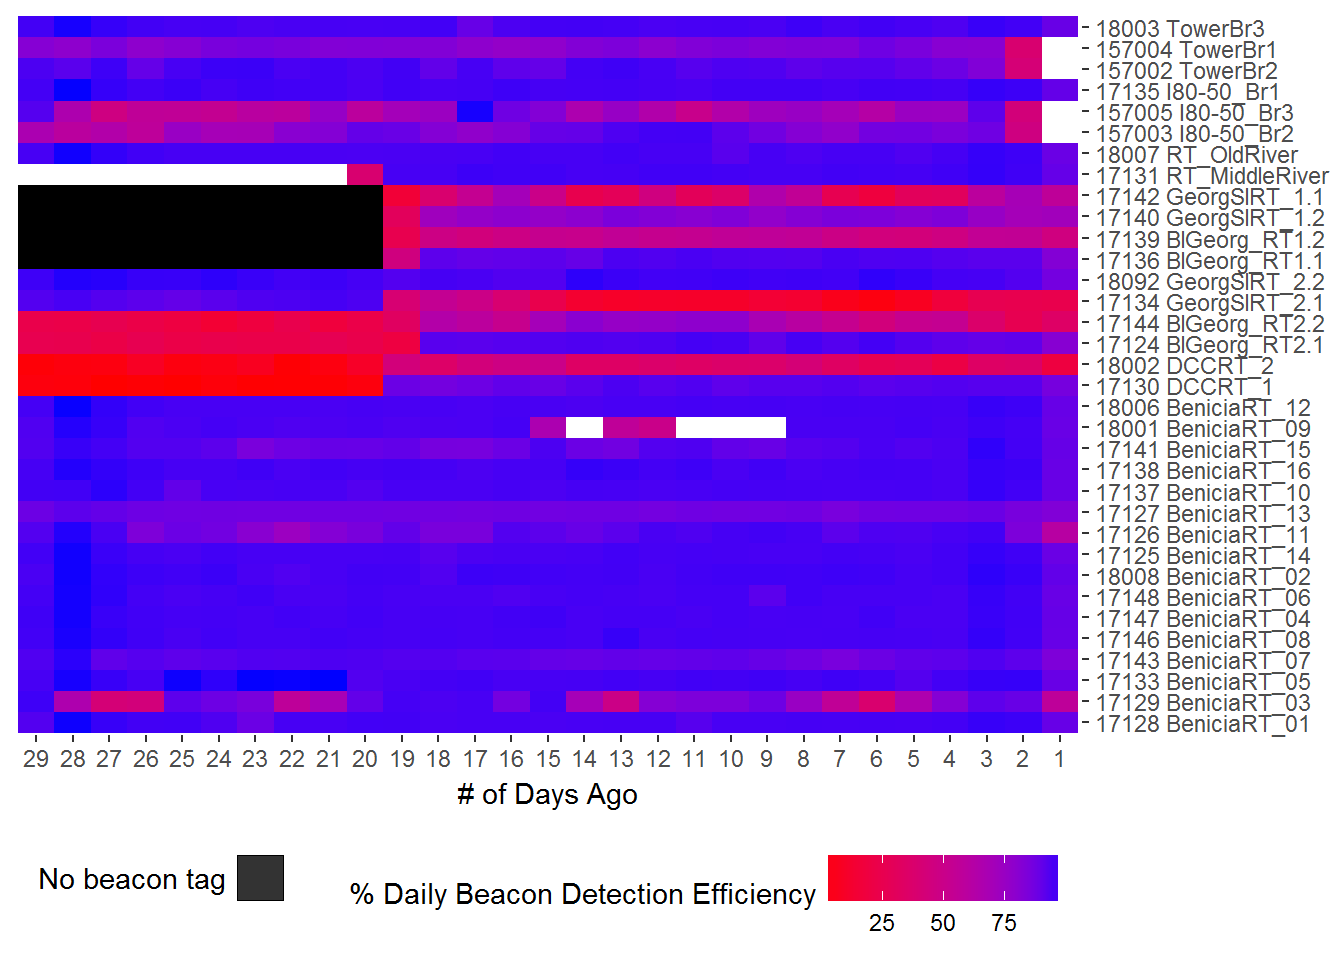 18003 TowerBr3
157004 TowerBr1
157002 TowerBr2
17135 I80-50_Br1
157005 I80-50_Br3
157003 I80-50_Br2
18007 RT_OldRiver
17131 RT_MiddleRiver
17142 GeorgSlRT_1.1
17140 GeorgSlRT_1.2
17139 BlGeorg_RT1.2
17136 BlGeorg_RT1.1
18092 GeorgSlRT_2.2
17134 GeorgSlRT_2.1
17144 BlGeorg_RT2.2
17124 BlGeorg_RT2.1
18002 DCCRT_2
17130 DCCRT_1
18006 BeniciaRT_12
18001 BeniciaRT_09
17141 BeniciaRT_15
17138 BeniciaRT_16
17137 BeniciaRT_10
17127 BeniciaRT_13
17126 BeniciaRT_11
17125 BeniciaRT_14
18008 BeniciaRT_02
17148 BeniciaRT_06
17147 BeniciaRT_04
17146 BeniciaRT_08
17143 BeniciaRT_07
17133 BeniciaRT_05
17129 BeniciaRT_03
17128 BeniciaRT_01
29 28 27 26 25 24 23 22 21 20 19 18 17 16 15 14 13 12 11 10 9 8 7 6 5 4 3 2 1
# of Days Ago
No beacon tag
% Daily Beacon Detection Efficiency
25 50 75